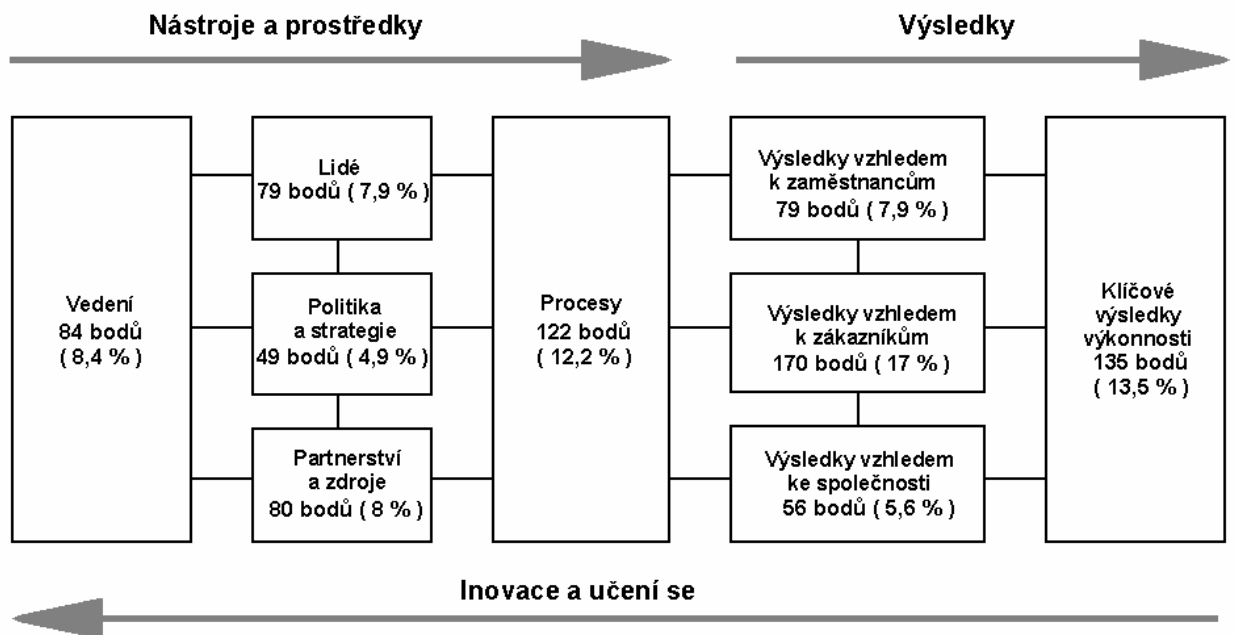 Nástroje a prostředky
Výsledky
Vedení
84 bodů
( 8,4 % )
Lidé
79 bodů ( 7,9 % )
Politika
a strategie
49 bodů ( 4,9 % )
Partnerství
a zdroje
80 bodů ( 8 % )
Procesy
122 bodů
( 12,2 % )
Výsledky vzhledem
k zaměstnancům
79 bodů ( 7,9 % )
Výsledky vzhledem
k zákazníkům
170 bodů ( 17 % )
Výsledky vzhledem
ke společnosti
56 bodů ( 5,6 % )
Klíčové
výsledky
výkonnosti
135 bodů
( 13,5 % )
Inovace a učení se